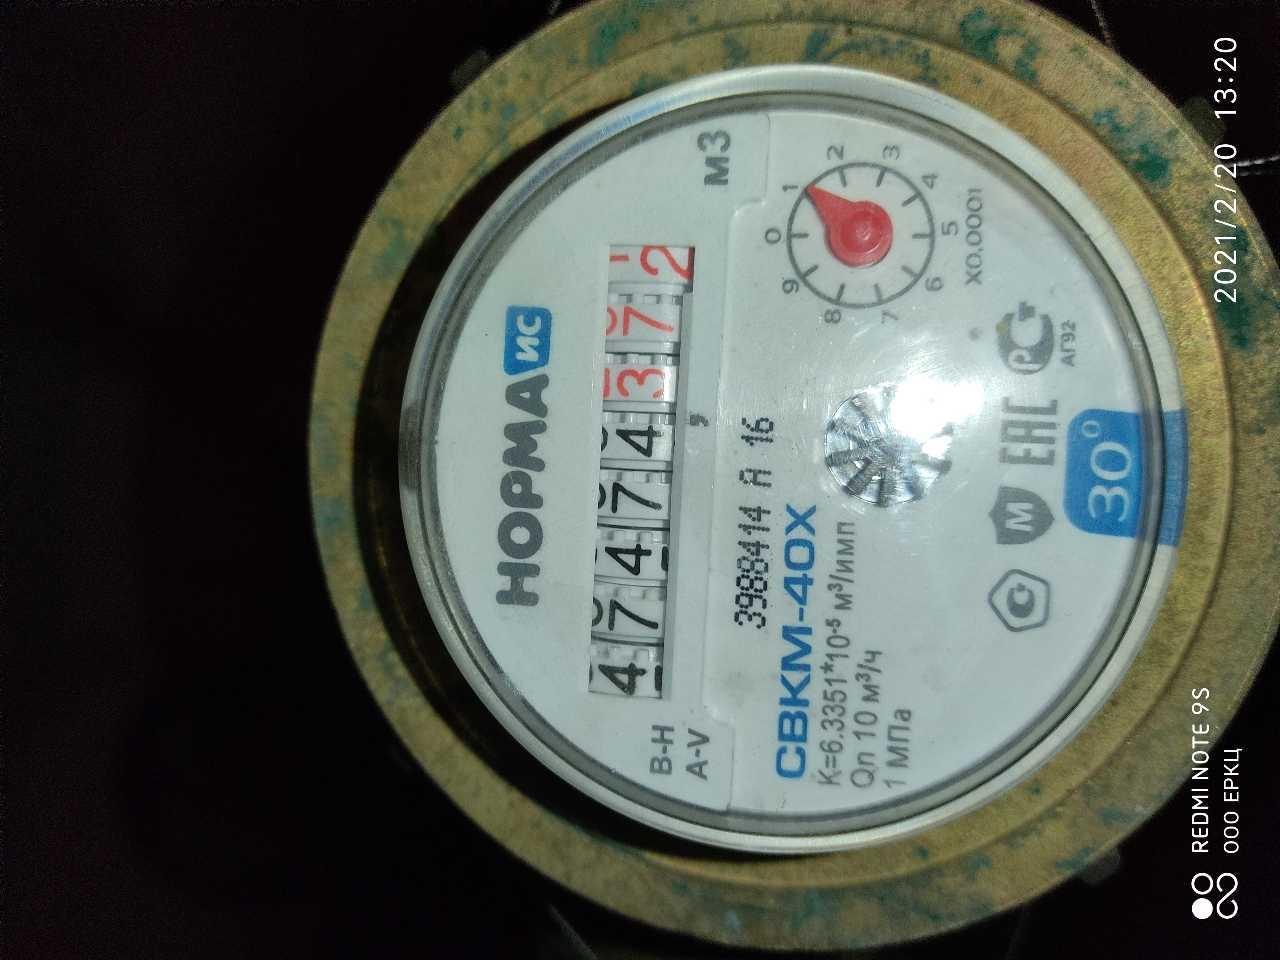 НОРМА ИС
47474372
м3
B-H
A-V
,
3988414 A 16
СВКМ-40Х
K=6.3351*10⁻⁵ м³/имп
Qn 10 м³/ч
1 МПа
0
1
2
3
4
5
6
7
8
9
X0,0001
С
М
ЕАС
РСТ
АГ92
30°
REDMI NOTE 9S
ООО ЕРКЦ
2021/2/20 13:20